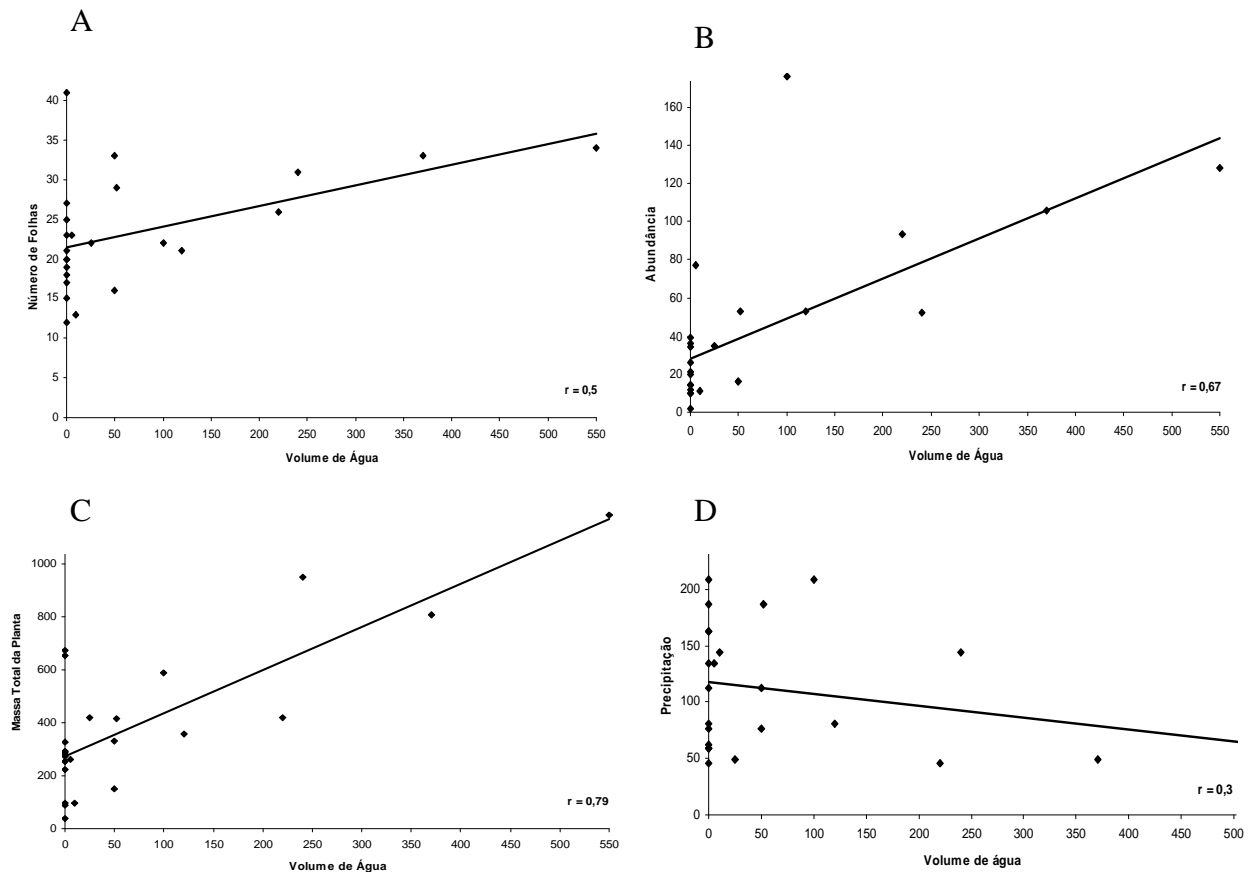 A
Número de Folhas
40
35
30
25
20
15
10
5
0
0 50 100 150 200 250 300 350 400 450 500 550
Volume de Água
r = 0,5
B
Abundância
160
140
120
100
80
60
40
20
0
0 50 100 150 200 250 300 350 400 450 500 550
Volume de Água
r = 0,67
C
Massa Total da Planta
1000
800
600
400
200
0
0 50 100 150 200 250 300 350 400 450 500 550
Volume de Água
r = 0,79
D
Precipitação
200
150
100
50
0
0 50 100 150 200 250 300 350 400 450 500
Volume de água
r = 0,3